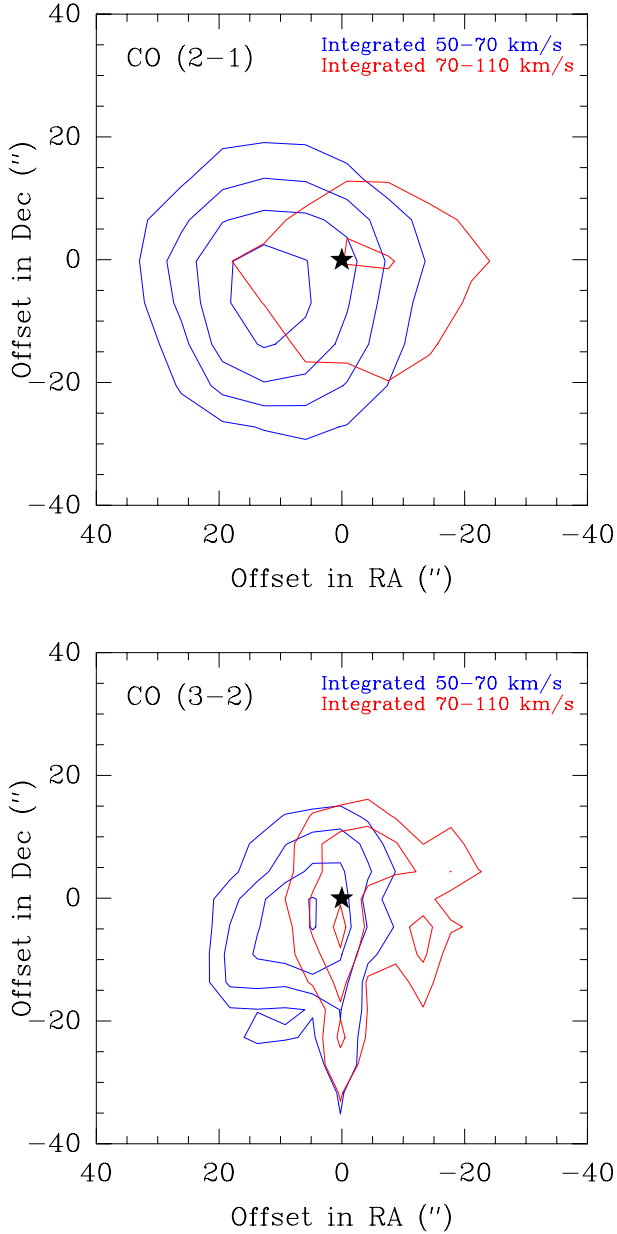 40
CO (2−1)
Integrated 50−70 km/s
Integrated 70−110 km/s
20
0
−20
−40
Offset in Dec (″)
40 20 0 −20 −40
Offset in RA (″)
40
CO (3−2)
Integrated 50−70 km/s
Integrated 70−110 km/s
20
0
−20
−40
Offset in Dec (″)
40 20 0 −20 −40
Offset in RA (″)